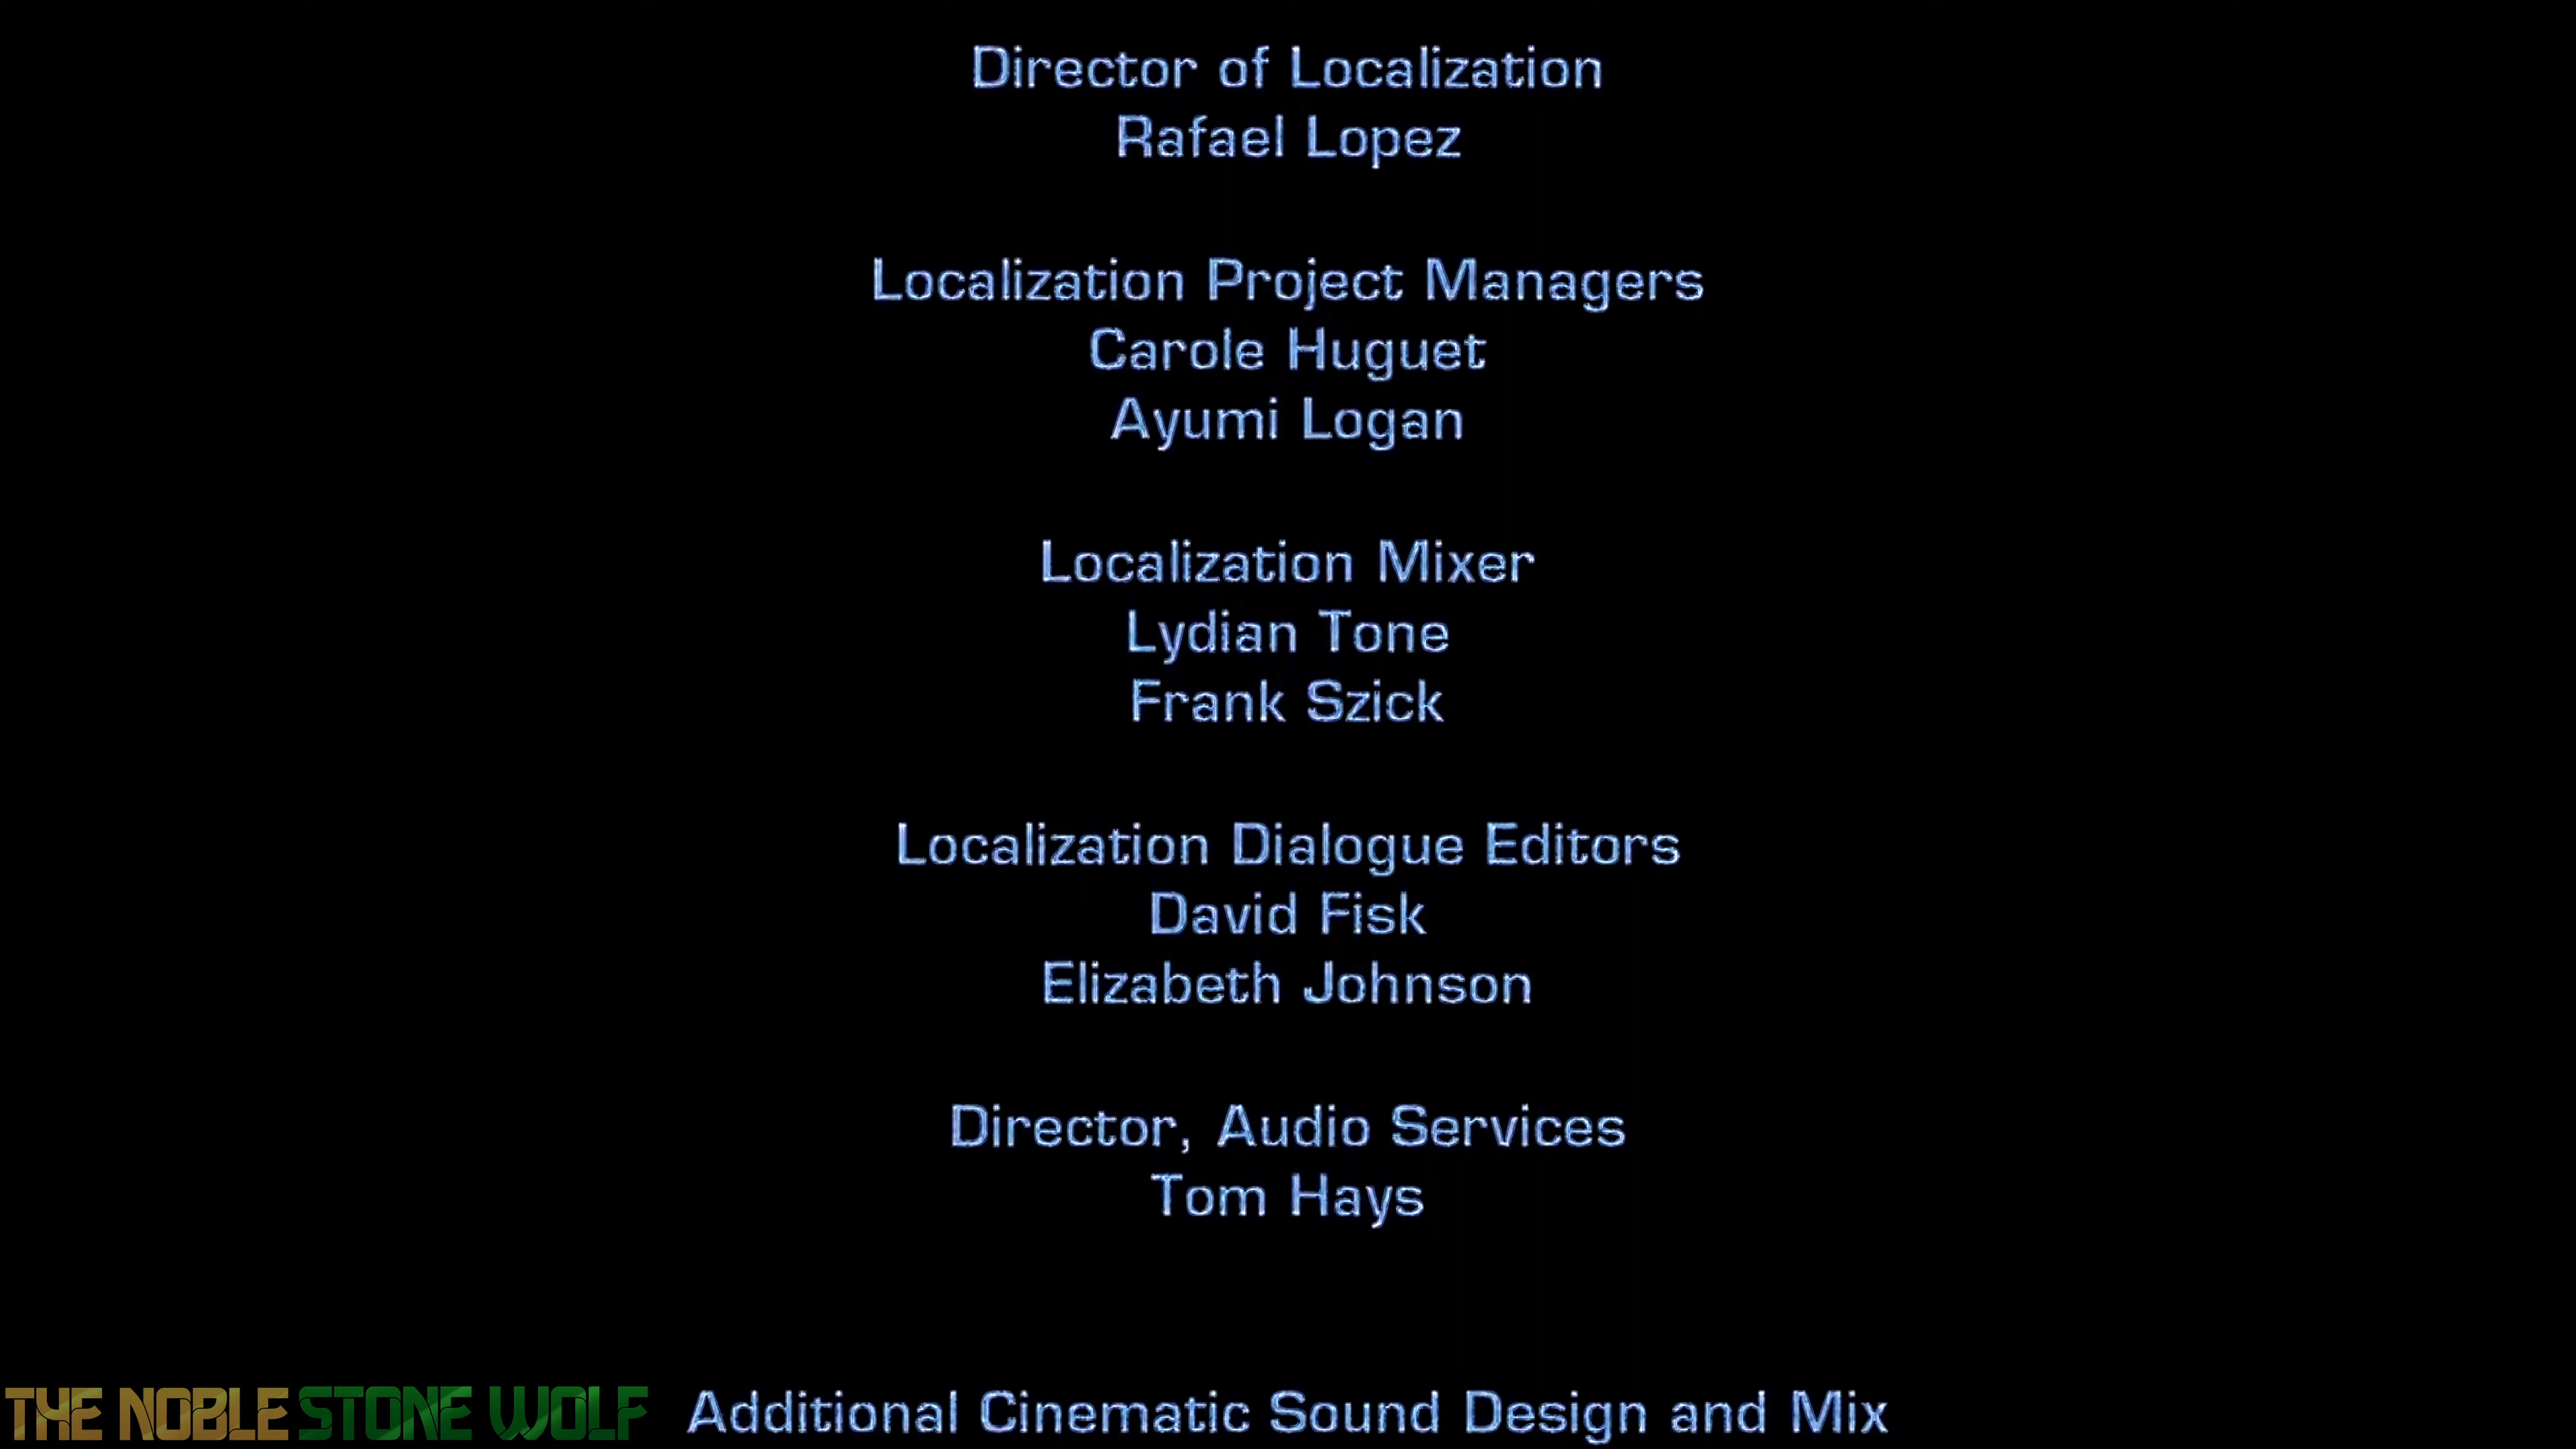 Director of Localization
Rafael Lopez
Localization Project Managers
Carole Huguet
Ayumi Logan
Localization Mixer
Lydian Tone
Frank Szick
Localization Dialogue Editors
David Fisk
Elizabeth Johnson
Director, Audio Services
Tom Hays
THE NOBLE STONE WOLF
Additional Cinematic Sound Design and Mix